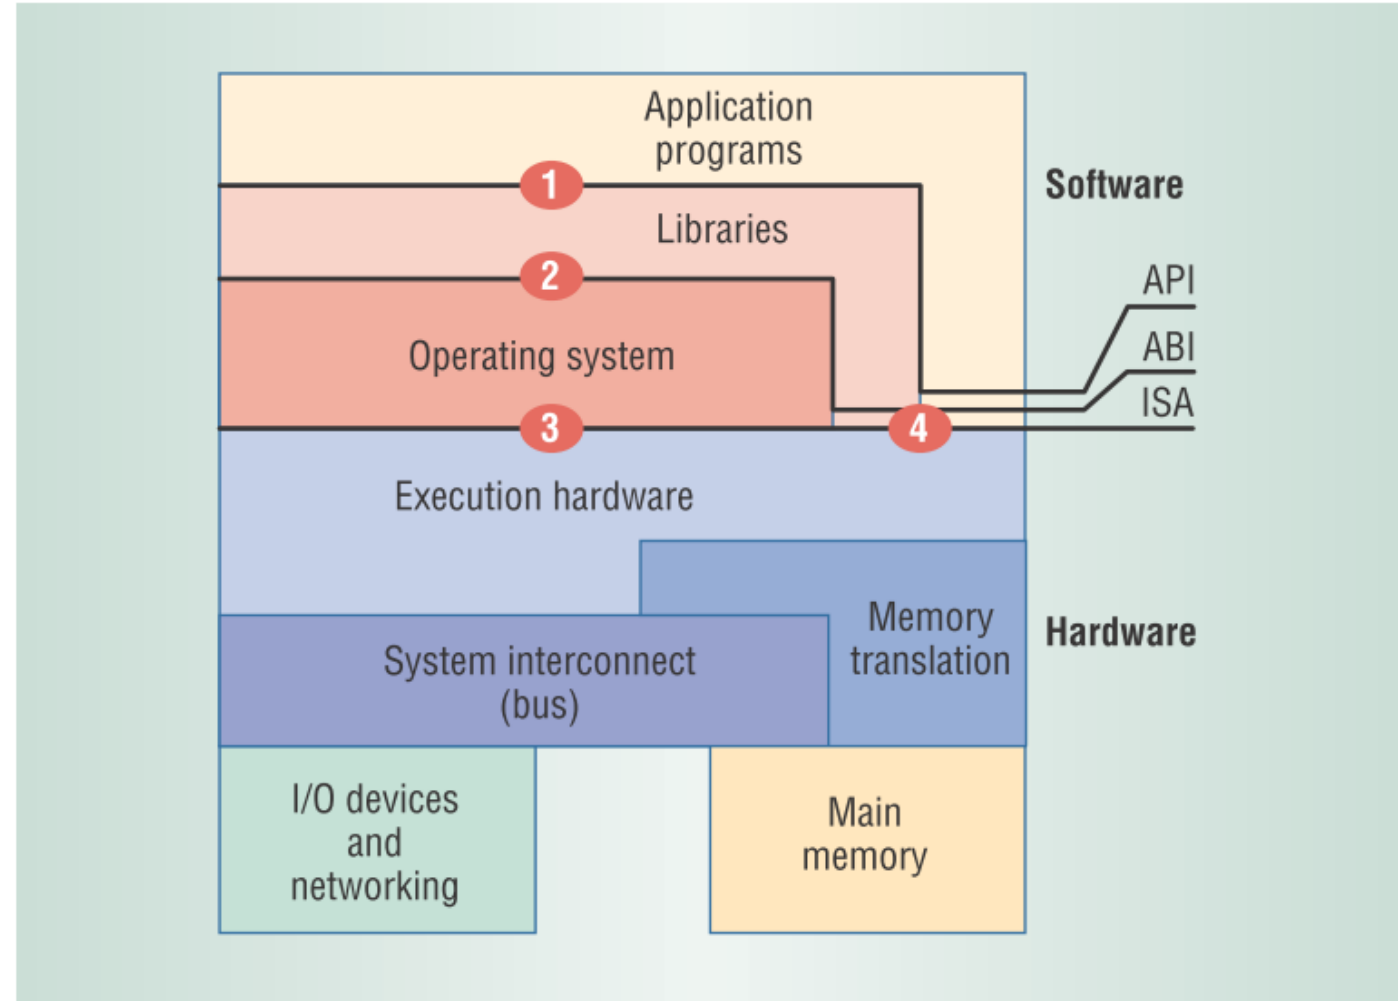 Application
programs
1
Software
Libraries
2
API
Operating system
ABI
ISA
3
4
Execution hardware
Memory
translation
Hardware
System interconnect
(bus)
I/O devices
and
networking
Main
memory